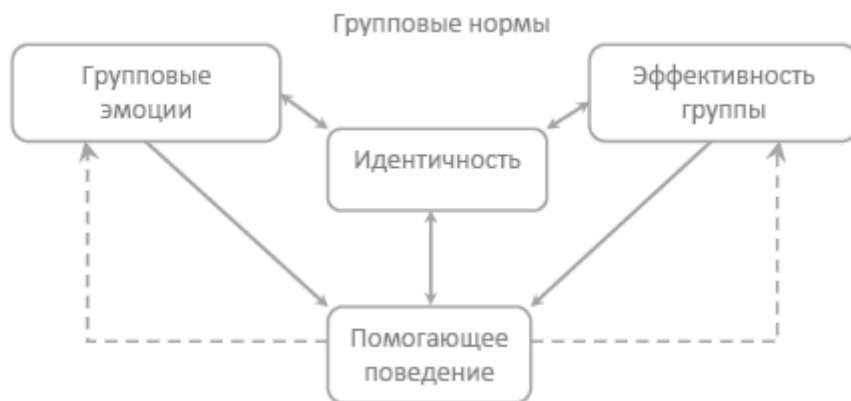 Групповые нормы
Групповые
эмоции
Эффективность
группы
Идентичность
Помогающее
поведение